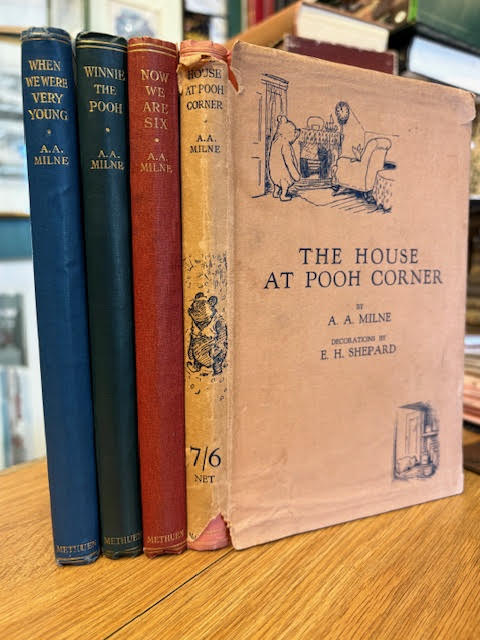 WHEN
WE WERE
VERY
YOUNG
A.A.
MILNE
METHUEN
WINNIE
THE
POOH
A.A.
MILNE
METHUEN
NOW
WE ARE
SIX
A.A.
MILNE
METHUEN
HOUSE
AT POOH
CORNER
A.A.
MILNE
7/6
NET
THE HOUSE
AT POOH CORNER
BY
A. A. MILNE
DECORATIONS BY
E. H. SHEPARD